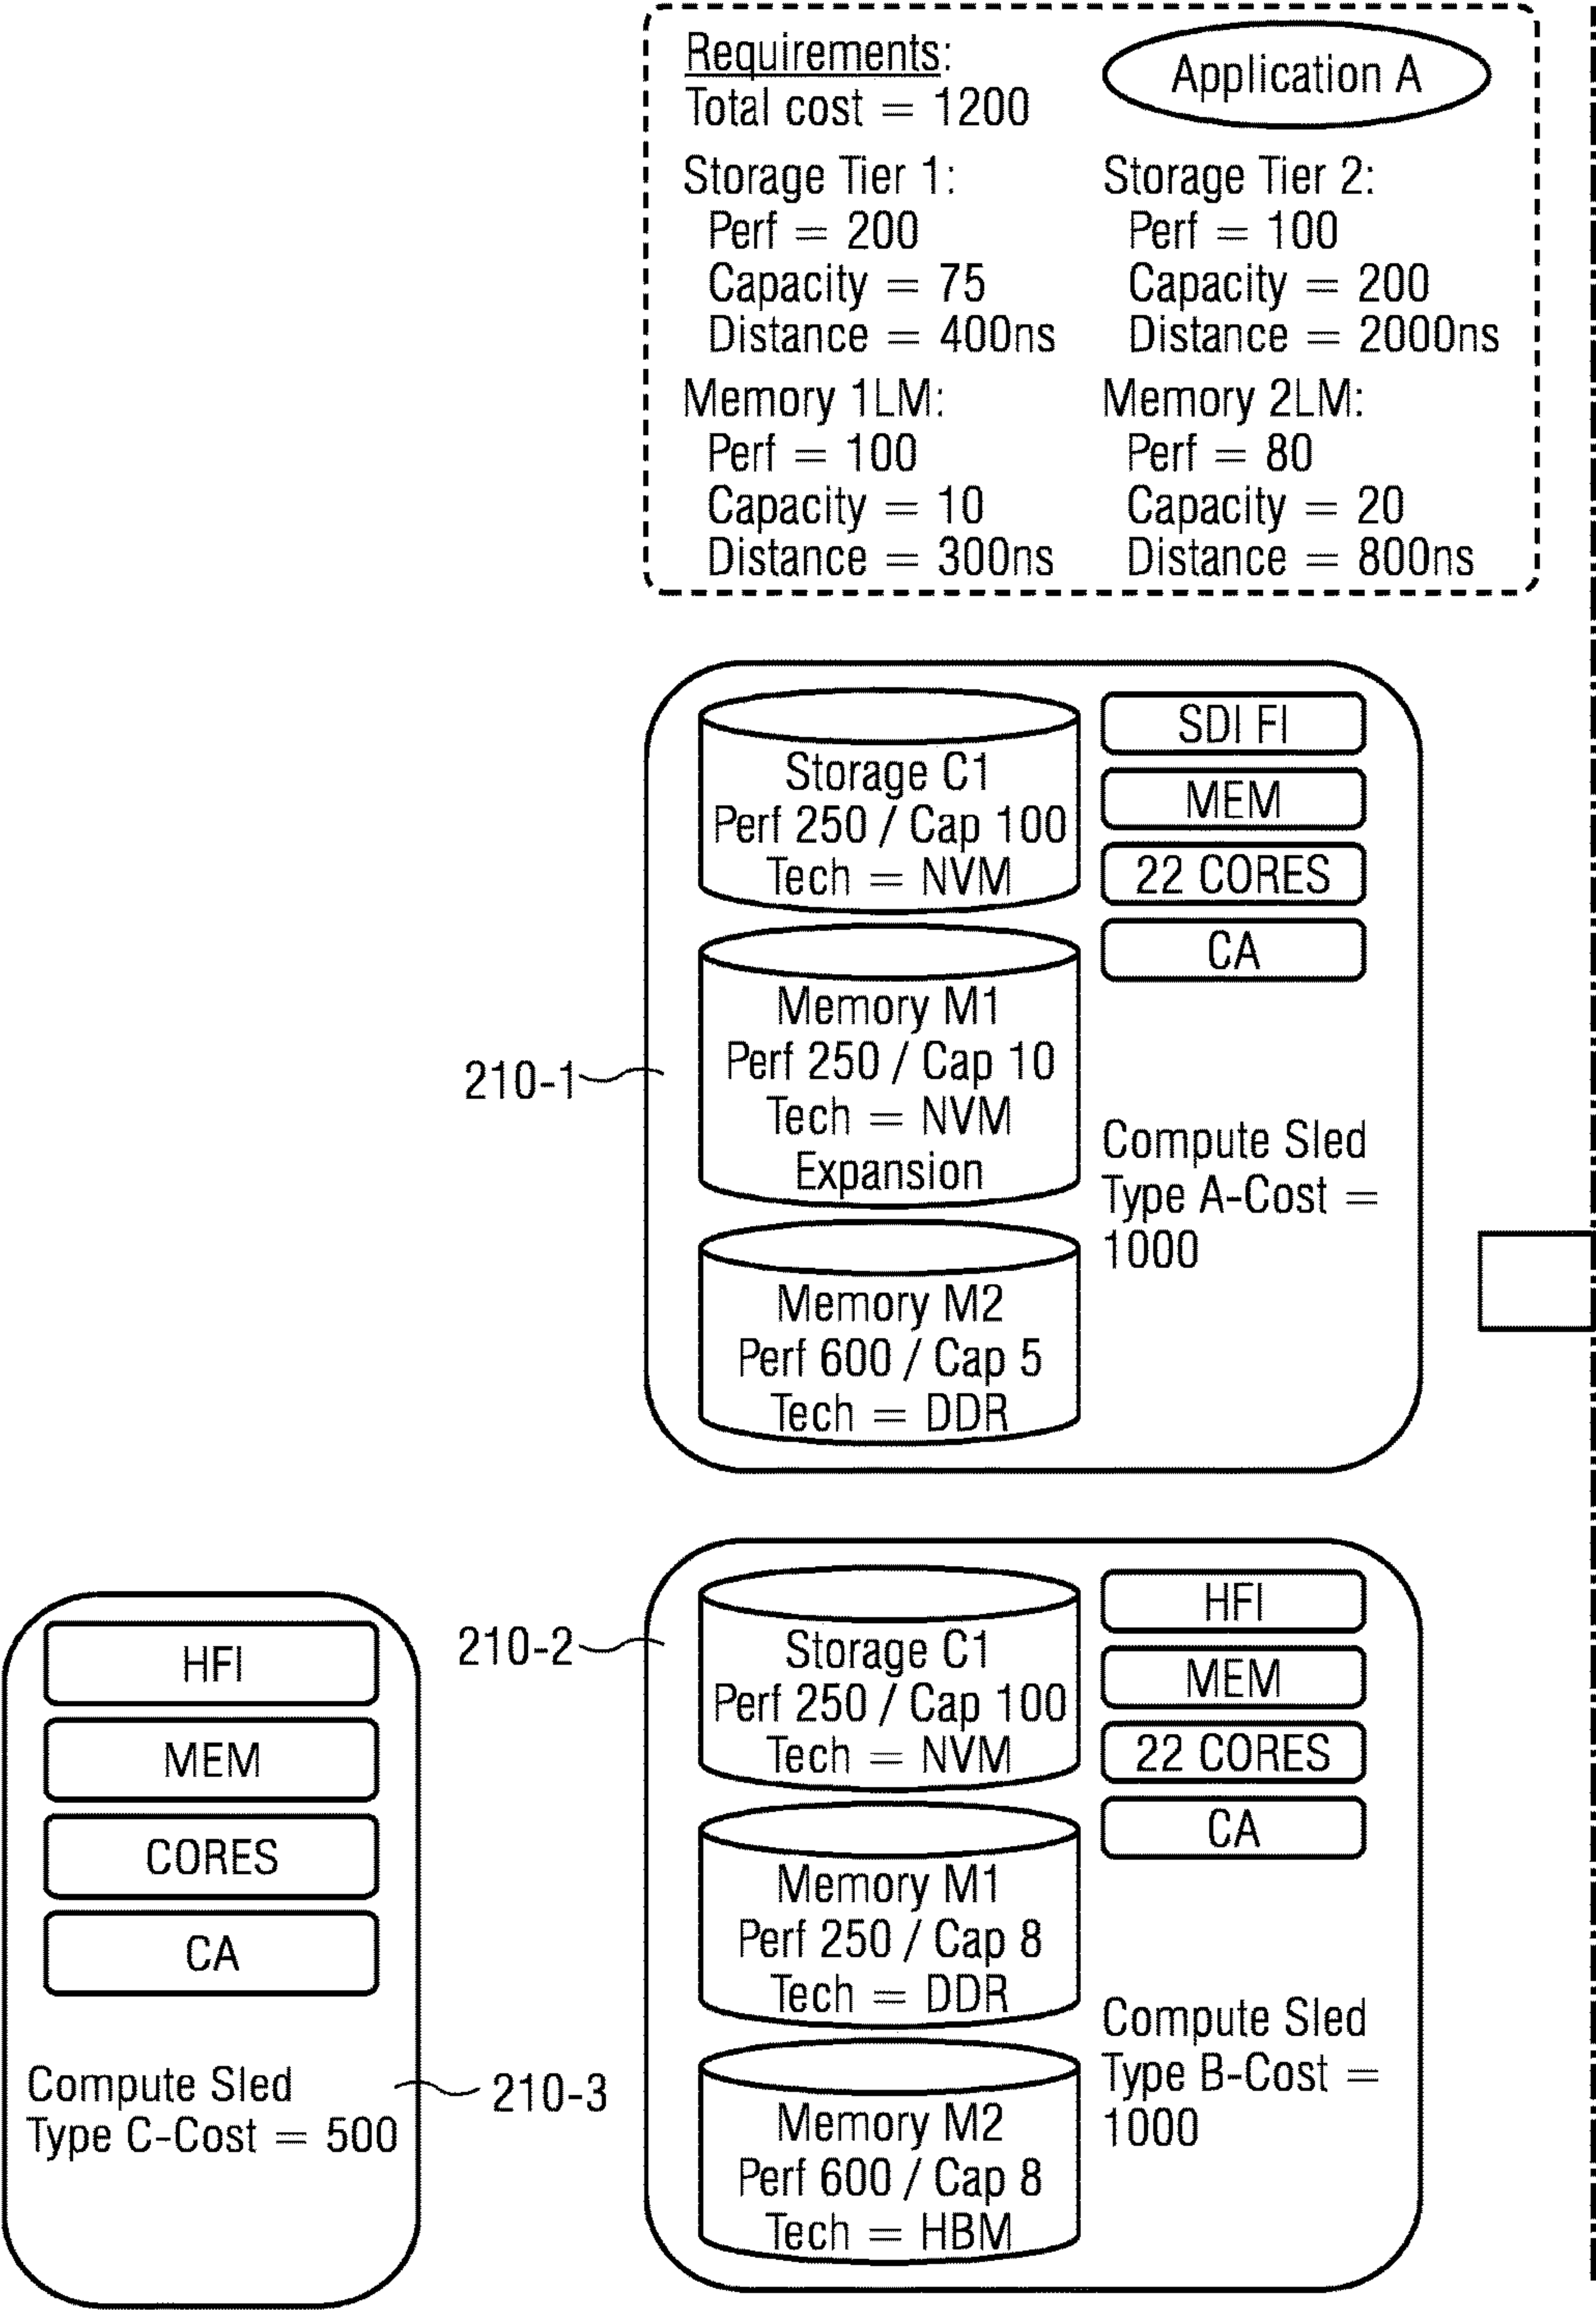 Requirements:
Total cost = 1200
Application A
Storage Tier 1:
Perf = 200
Capacity = 75
Distance = 400ns
Storage Tier 2:
Perf = 100
Capacity = 200
Distance = 2000ns
Memory 1LM:
Perf = 100
Capacity = 10
Distance = 300ns
Memory 2LM:
Perf = 80
Capacity = 20
Distance = 800ns
Storage C1
Perf 250 / Cap 100
Tech = NVM
Memory M1
Perf 250 / Cap 10
Tech = NVM
Expansion
Memory M2
Perf 600 / Cap 5
Tech = DDR
SDI FI
MEM
22 CORES
CA
Compute Sled
Type A-Cost =
1000
210-1
HFI
MEM
CORES
CA
Compute Sled
Type C-Cost = 500
210-3
210-2
Storage C1
Perf 250 / Cap 100
Tech = NVM
Memory M1
Perf 250 / Cap 8
Tech = DDR
Memory M2
Perf 600 / Cap 8
Tech = HBM
HFI
MEM
22 CORES
CA
Compute Sled
Type B-Cost =
1000